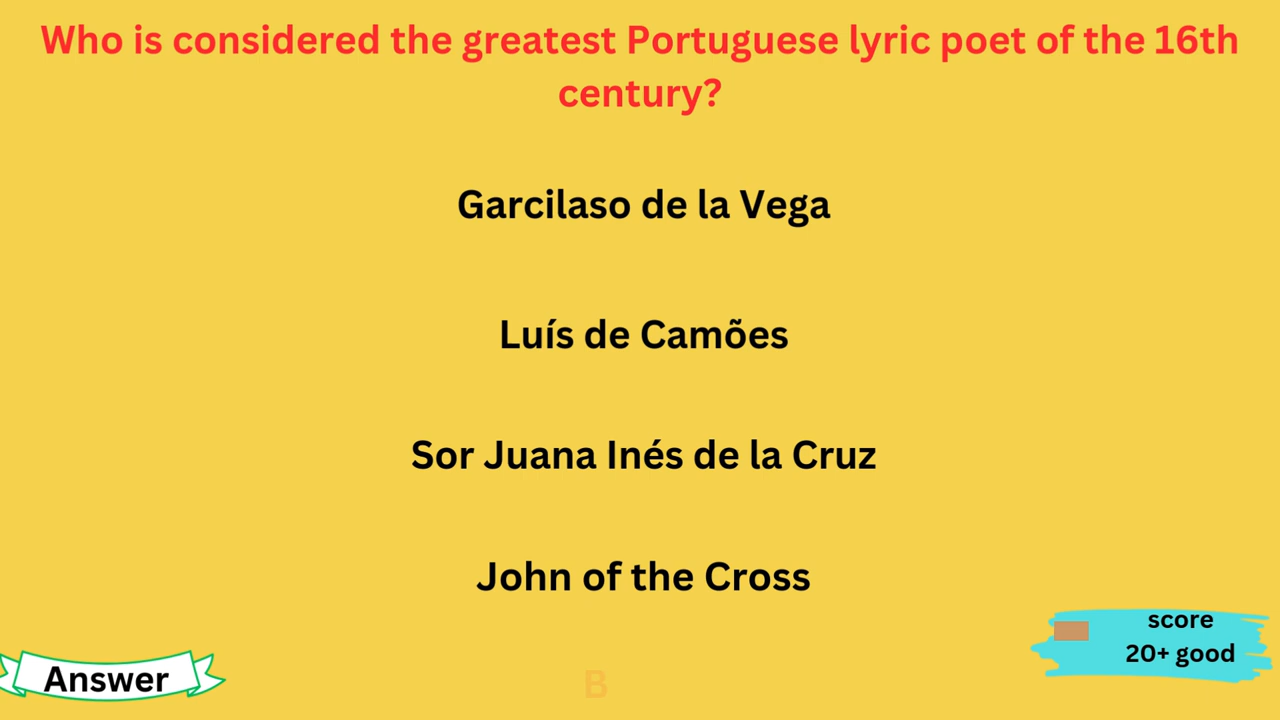 Who is considered the greatest Portuguese lyric poet of the 16th
century?
Garcilaso de la Vega
Luís de Camões
Sor Juana Inés de la Cruz
John of the Cross
score
20+ good
Answer
B